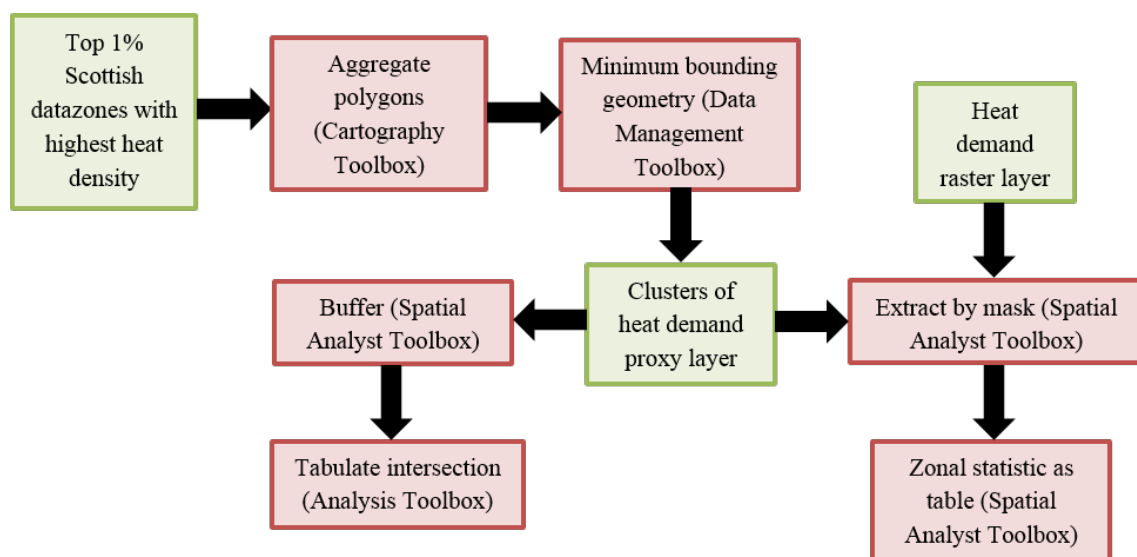 Top 1%
Scottish
datazones with
highest heat
density
Aggregate
polygons
(Cartography
Toolbox)
Minimum bounding
geometry (Data
Management
Toolbox)
Heat
demand
raster layer
Buffer (Spatial
Analyst Toolbox)
Clusters of
heat demand
proxy layer
Extract by mask (Spatial
Analyst Toolbox)
Tabulate intersection
(Analysis Toolbox)
Zonal statistic as
table (Spatial
Analyst Toolbox)